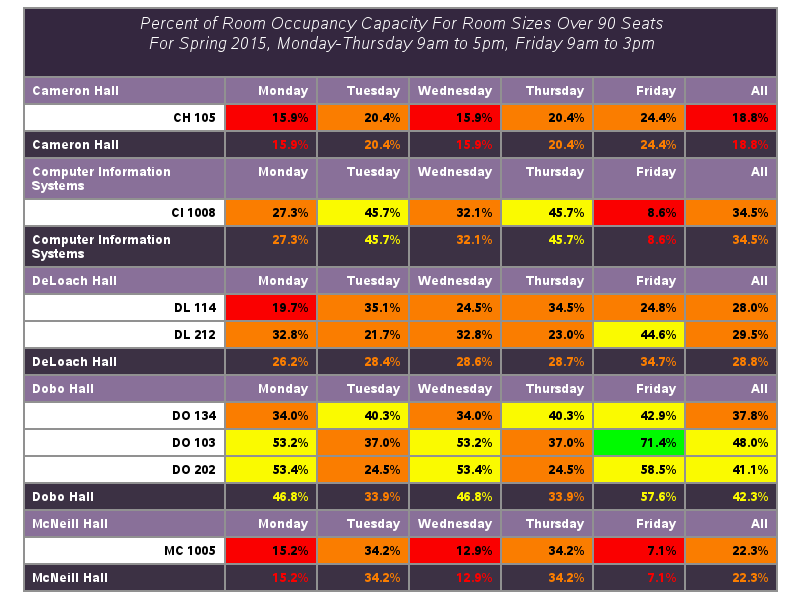 Percent of Room Occupancy Capacity For Room Sizes Over 90 Seats
For Spring 2015, Monday-Thursday 9am to 5pm, Friday 9am to 3pm
Cameron Hall Monday Tuesday Wednesday Thursday Friday All
CH 105 15.9% 20.4% 15.9% 20.4% 24.4% 18.8%
Cameron Hall 15.9% 20.4% 15.9% 20.4% 24.4% 18.8%
Computer Information Monday Tuesday Wednesday Thursday Friday All
Systems
CI 1008 27.3% 45.7% 32.1% 45.7% 8.6% 34.5%
Computer Information 27.3% 45.7% 32.1% 45.7% 8.6% 34.5%
Systems
DeLoach Hall Monday Tuesday Wednesday Thursday Friday All
DL 114 19.7% 35.1% 24.5% 34.5% 24.8% 28.0%
DL 212 32.8% 21.7% 32.8% 23.0% 44.6% 29.5%
DeLoach Hall 26.2% 28.4% 28.6% 28.7% 34.7% 28.8%
Dobo Hall Monday Tuesday Wednesday Thursday Friday All
DO 134 34.0% 40.3% 34.0% 40.3% 42.9% 37.8%
DO 103 53.2% 37.0% 53.2% 37.0% 71.4% 48.0%
DO 202 53.4% 24.5% 53.4% 24.5% 58.5% 41.1%
Dobo Hall 46.8% 33.9% 46.8% 33.9% 57.6% 42.3%
McNeill Hall Monday Tuesday Wednesday Thursday Friday All
MC 1005 15.2% 34.2% 12.9% 34.2% 7.1% 22.3%
McNeill Hall 15.2% 34.2% 12.9% 34.2% 7.1% 22.3%